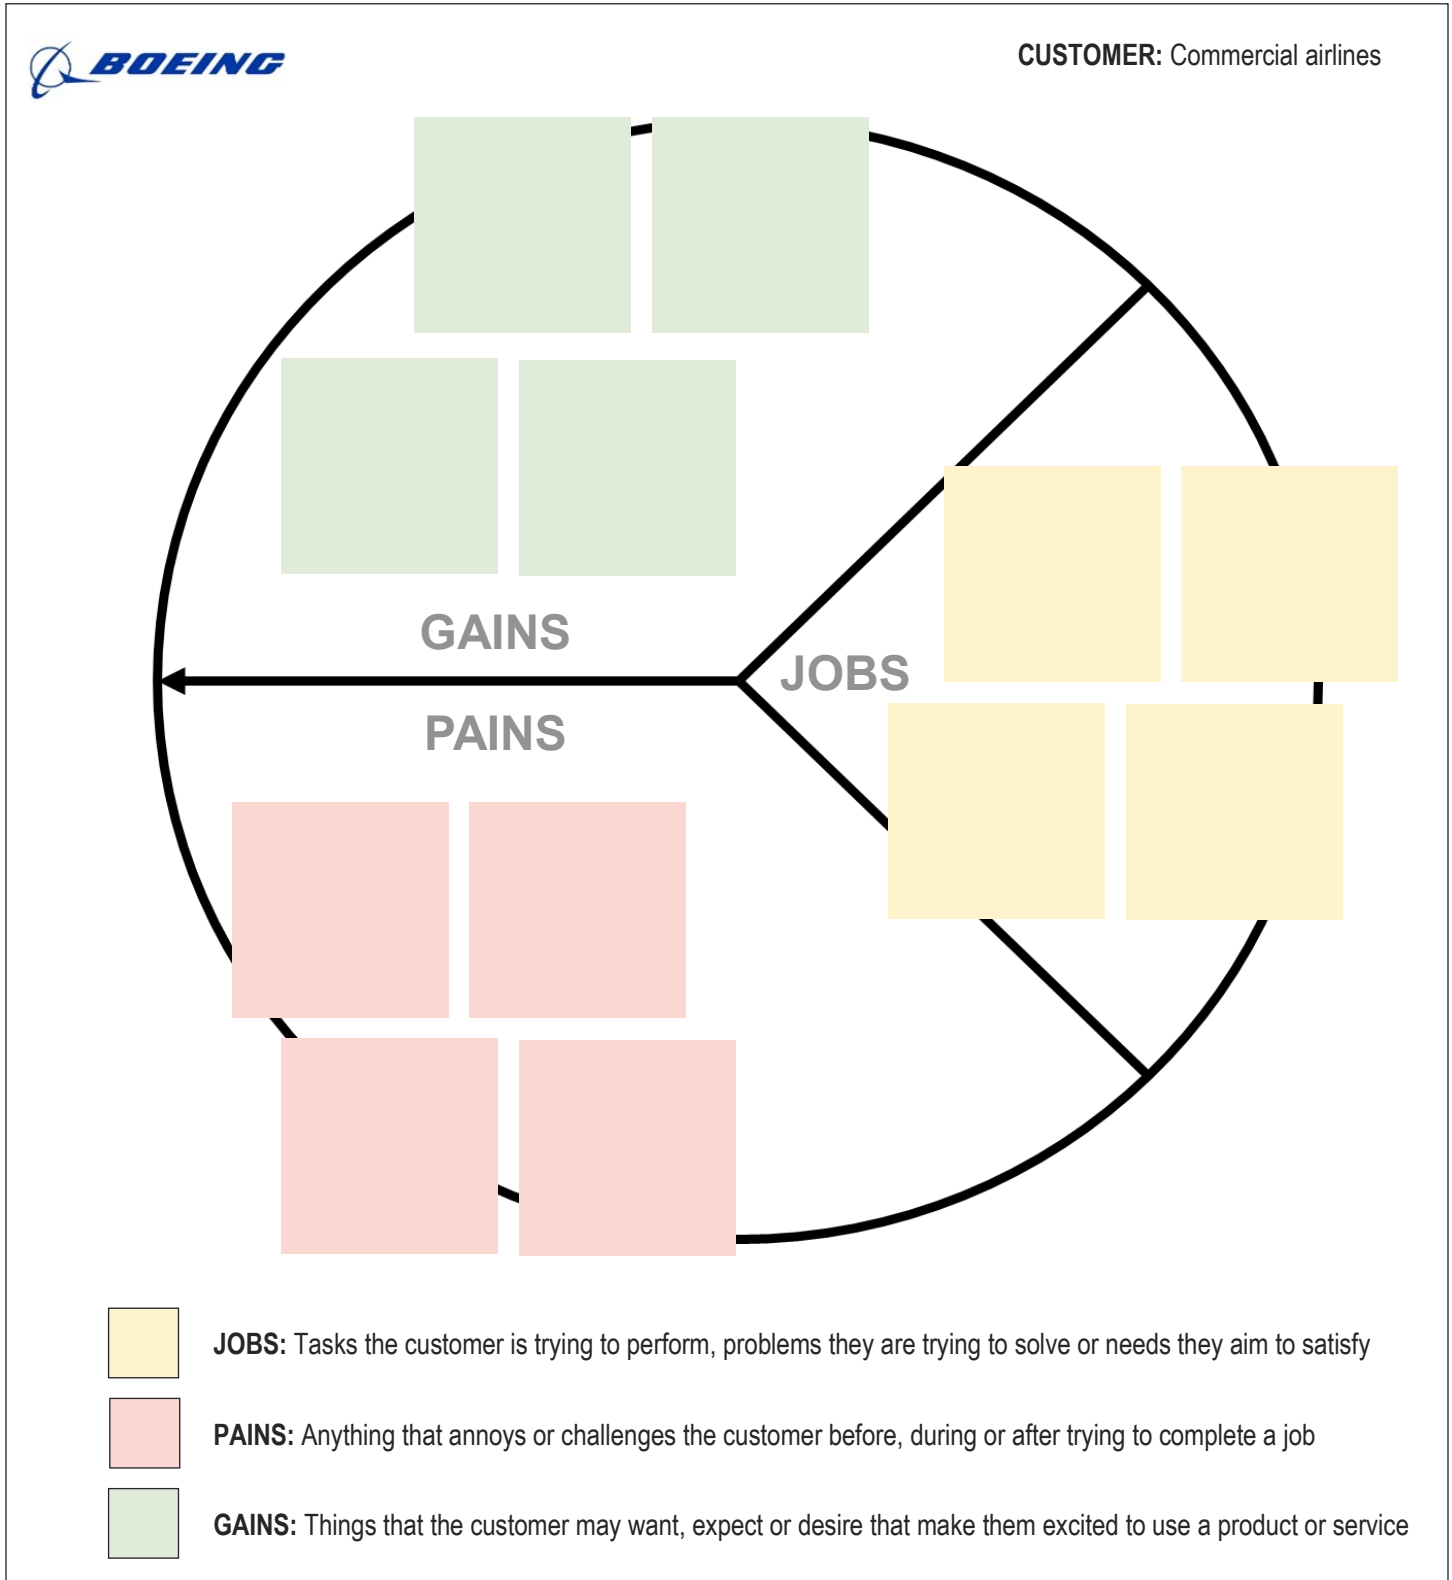 BOEING
CUSTOMER: Commercial airlines
GAINS
JOBS
PAINS
JOBS: Tasks the customer is trying to perform, problems they are trying to solve or needs they aim to satisfy
PAINS: Anything that annoys or challenges the customer before, during or after trying to complete a job
GAINS: Things that the customer may want, expect or desire that make them excited to use a product or service